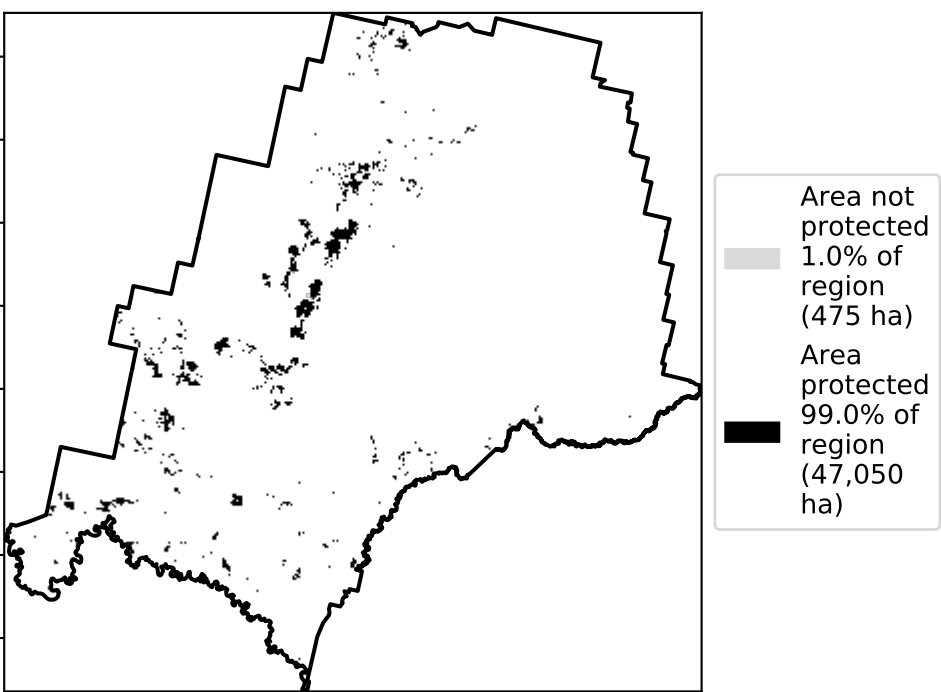 Area not
protected
1.0% of
region
(475 ha)
Area
protected
99.0% of
region
(47,050
ha)